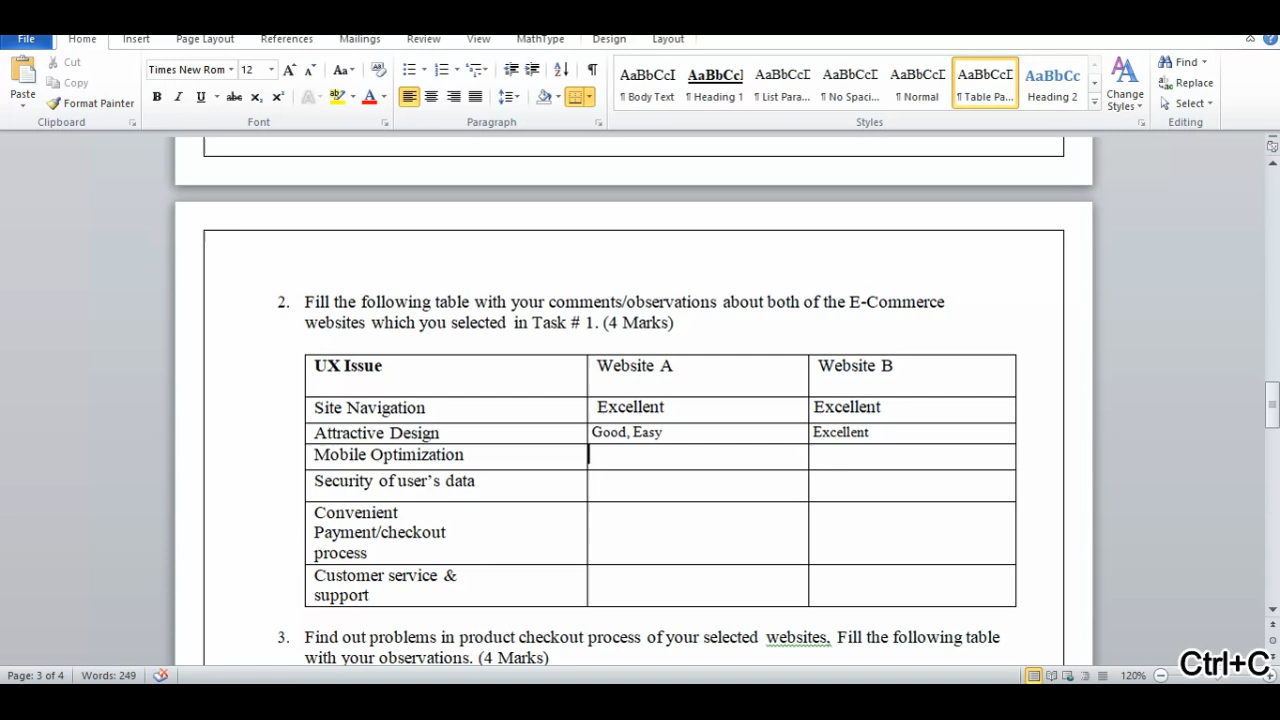 File Home Insert Page Layout References Mailings Review View MathType Design Layout
Paste Cut Copy Format Painter
Times New Rom 12
AaBbCcI AaBbCc AaBbCcI AaBbCcI AaBbCcI AaBbCcI AaBbCc
¶ Body Text ¶ Heading 1 ¶ List Para... ¶ No Spaci... ¶ Normal ¶ Table Pa... Heading 2
Change Styles
Find Replace Select
Clipboard Font Paragraph Styles Editing
2. Fill the following table with your comments/observations about both of the E-Commerce
websites which you selected in Task # 1. (4 Marks)
UX Issue Website A Website B
Site Navigation Excellent Excellent
Attractive Design Good, Easy Excellent
Mobile Optimization
Security of user’s data
Convenient
Payment/checkout
process
Customer service &
support
3. Find out problems in product checkout process of your selected websites. Fill the following table
with your observations. (4 Marks)
Page: 3 of 4 Words: 249 120%
Ctrl+C